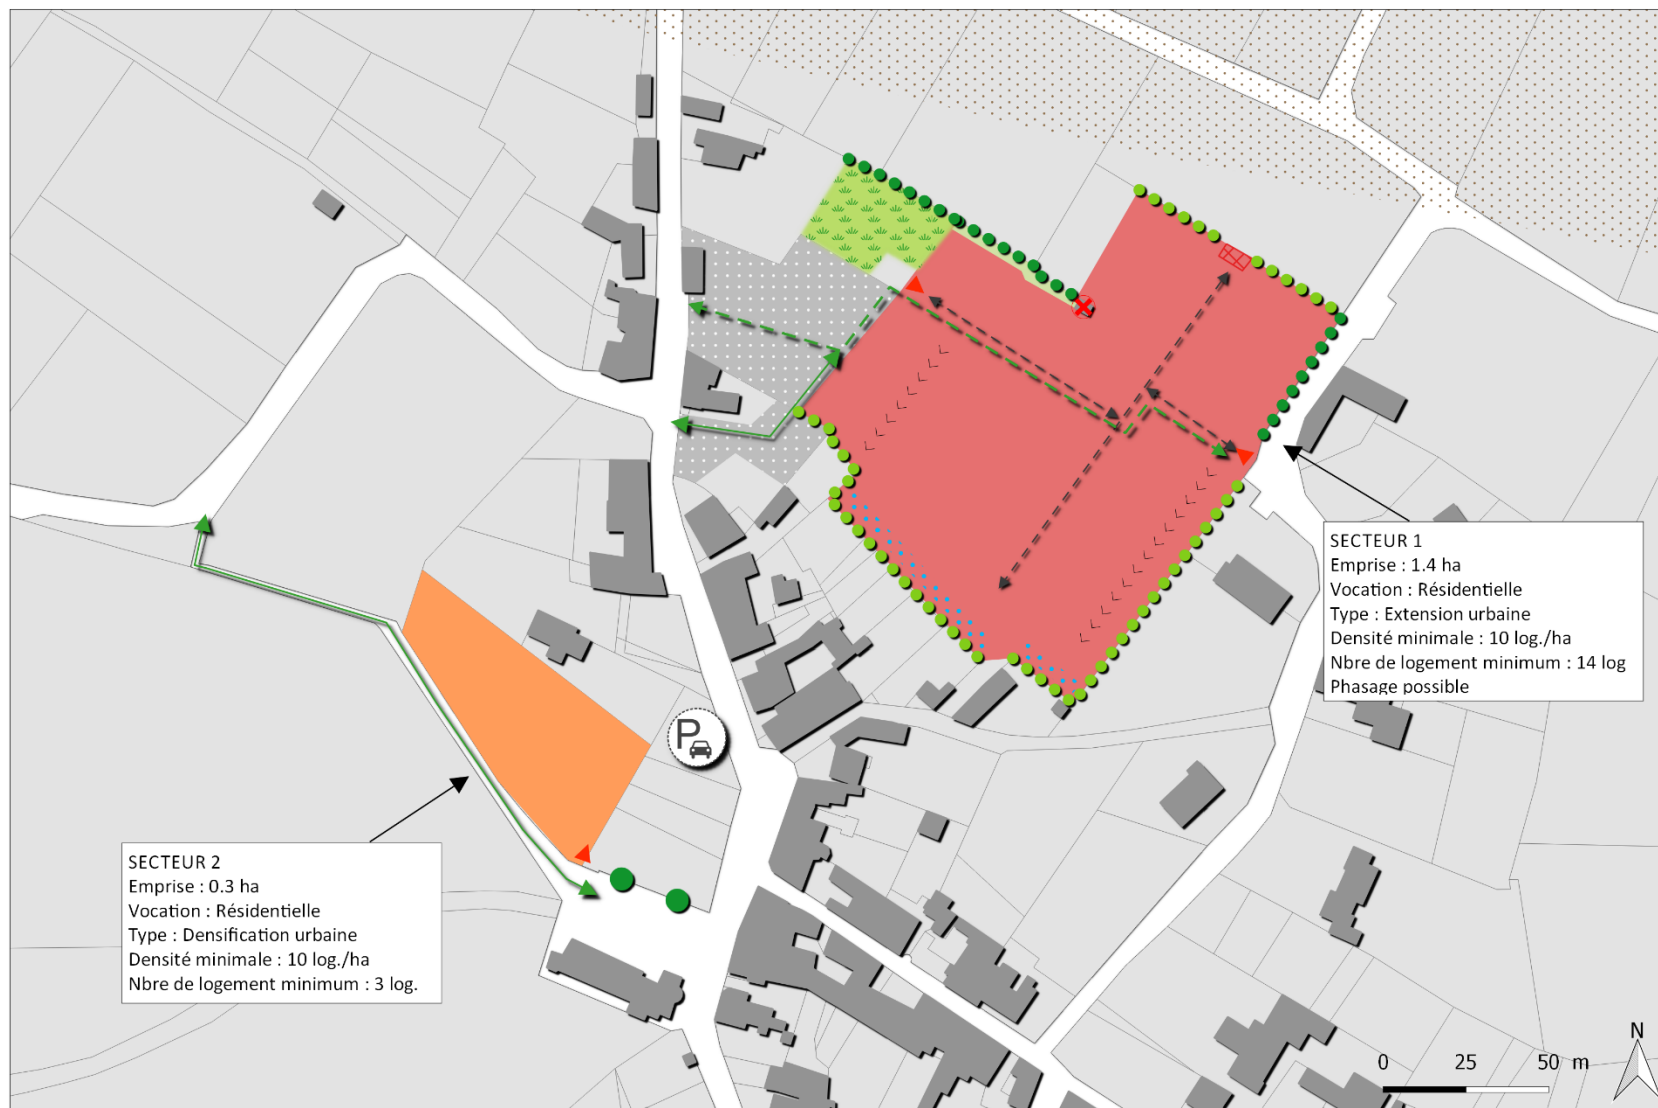 SECTEUR 1
Emprise : 1.4 ha
Vocation : Résidentielle
Type : Extension urbaine
Densité minimale : 10 log./ha
Nbre de logement minimum : 14 log
Phasage possible
P
SECTEUR 2
Emprise : 0.3 ha
Vocation : Résidentielle
Type : Densification urbaine
Densité minimale : 10 log./ha
Nbre de logement minimum : 3 log.
N
0 25 50 m